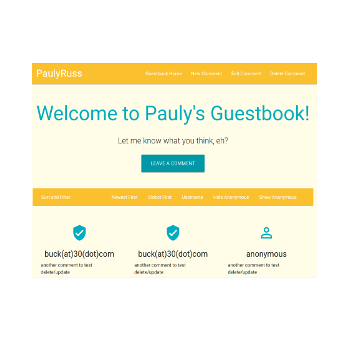 PaulyRuss
Guestbook Home New Comment Edit Comment Delete Comment
Welcome to Pauly's Guestbook!
Let me know what you think, eh?
LEAVE A COMMENT
Sort and Filter: Newest First Oldest First Username Hide Anonymous Show Anonymous
buck(at)30(dot)com buck(at)30(dot)com anonymous
another comment to test another comment to test another comment to test
delete/update delete/update delete/update